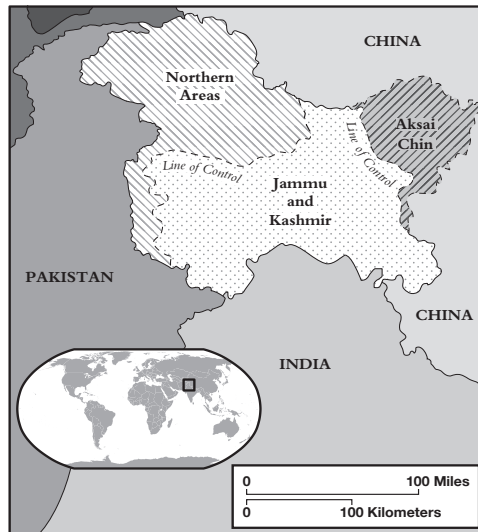 CHINA
Northern
Areas
Aksai
Chin
Line of Control
Line of Control
Jammu
and
Kashmir
PAKISTAN
CHINA
INDIA
0 100 Miles
0 100 Kilometers